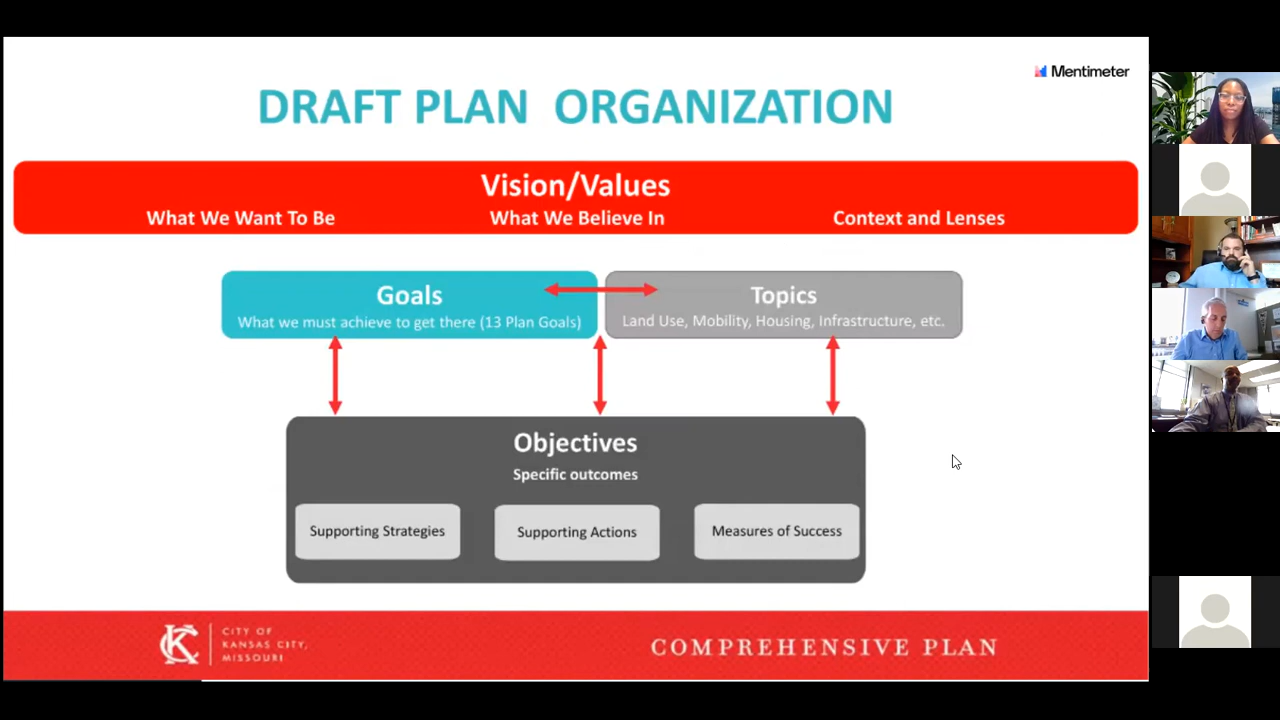 Mentimeter
DRAFT PLAN ORGANIZATION
Vision/Values
What We Want To Be What We Believe In Context and Lenses
Goals
What we must achieve to get there (13 Plan Goals)
Topics
Land Use, Mobility, Housing, Infrastructure, etc.
Objectives
Specific outcomes
Supporting Strategies
Supporting Actions
Measures of Success
KC
CITY OF
KANSAS CITY,
MISSOURI
COMPREHENSIVE PLAN